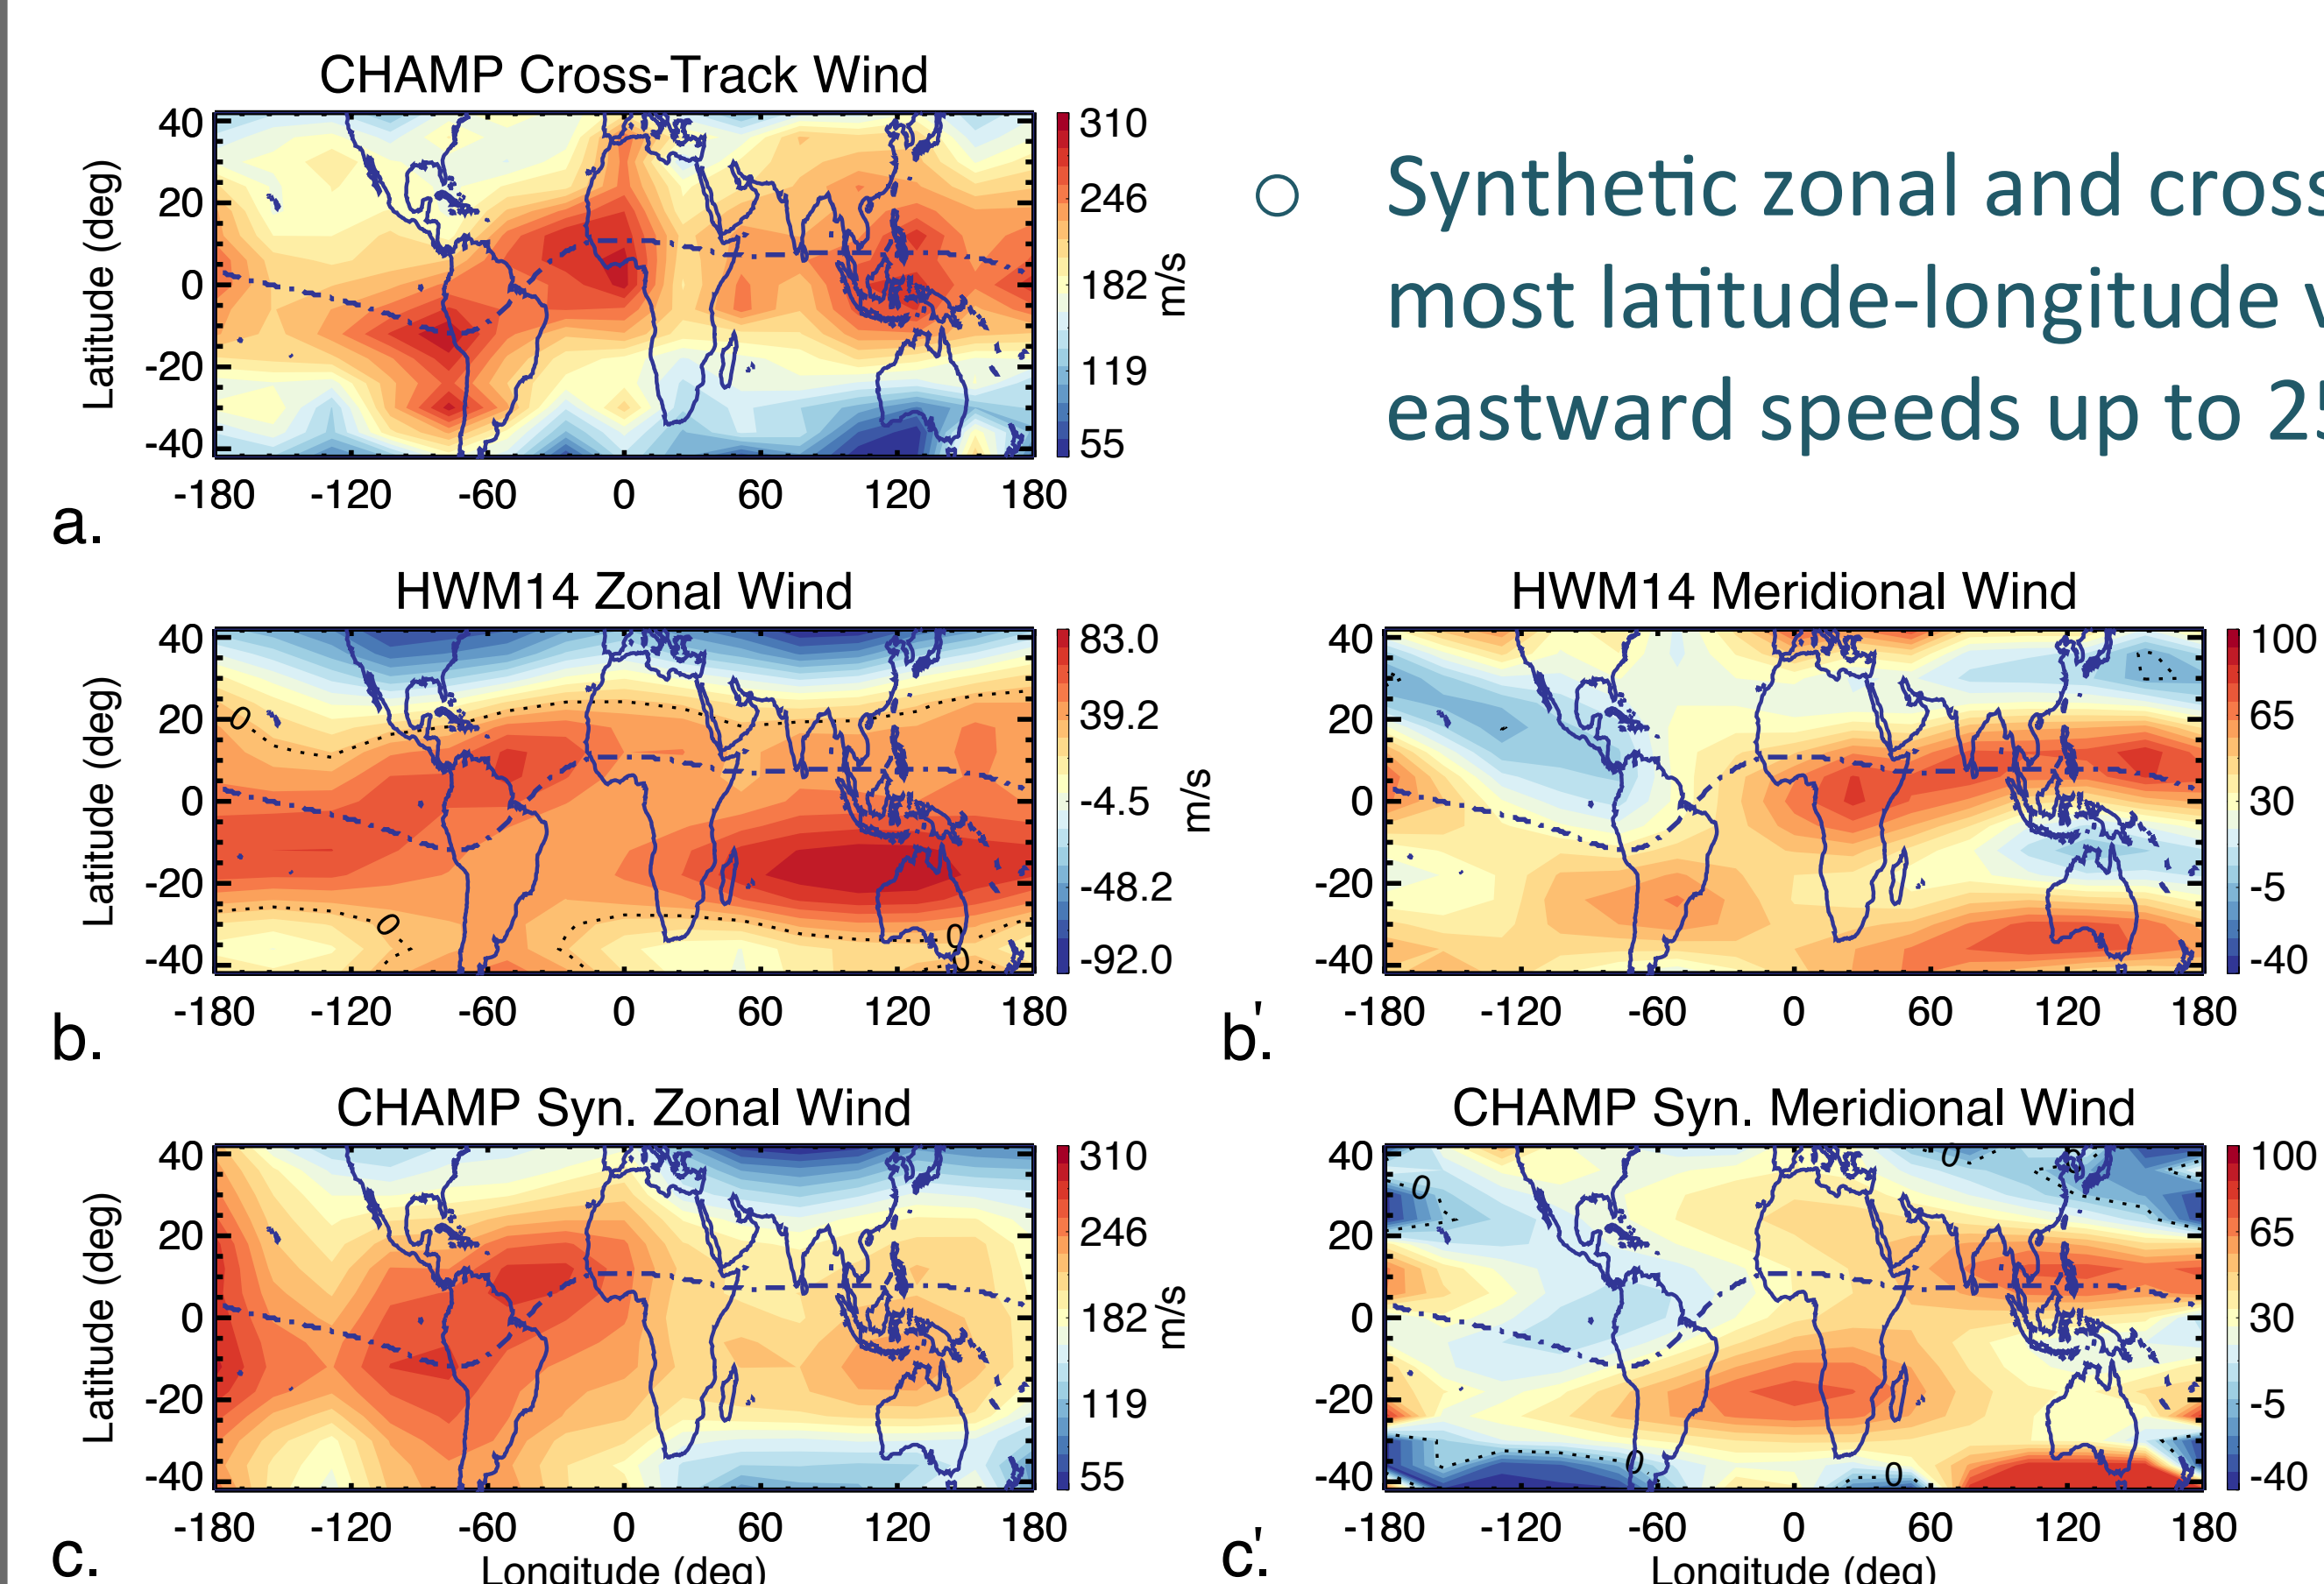 CHAMP Cross-Track Wind
40
20
0
-20
-40
Latitude (deg)
-180 -120 -60 0 60 120 180
310
246
182
119
55
m/s
a.
○ Synthetic zonal and cross
most latitude-longitude
eastward speeds up to
HWM14 Zonal Wind
40
20
0
-20
-40
Latitude (deg)
0
0
0
0
-180 -120 -60 0 60 120 180
83.0
39.2
-4.5
-48.2
-92.0
m/s
b.
HWM14 Meridional Wind
40
20
0
-20
-40
-180 -120 -60 0 60 120 180
100
65
30
-5
-40
b'.
CHAMP Syn. Zonal Wind
40
20
0
-20
-40
Latitude (deg)
-180 -120 -60 0 60 120 180
Longitude (deg)
310
246
182
119
55
m/s
c.
CHAMP Syn. Meridional Wind
40
20
0
-20
-40
0
0
0
0
-180 -120 -60 0 60 120 180
Longitude (deg)
100
65
30
-5
-40
c'.